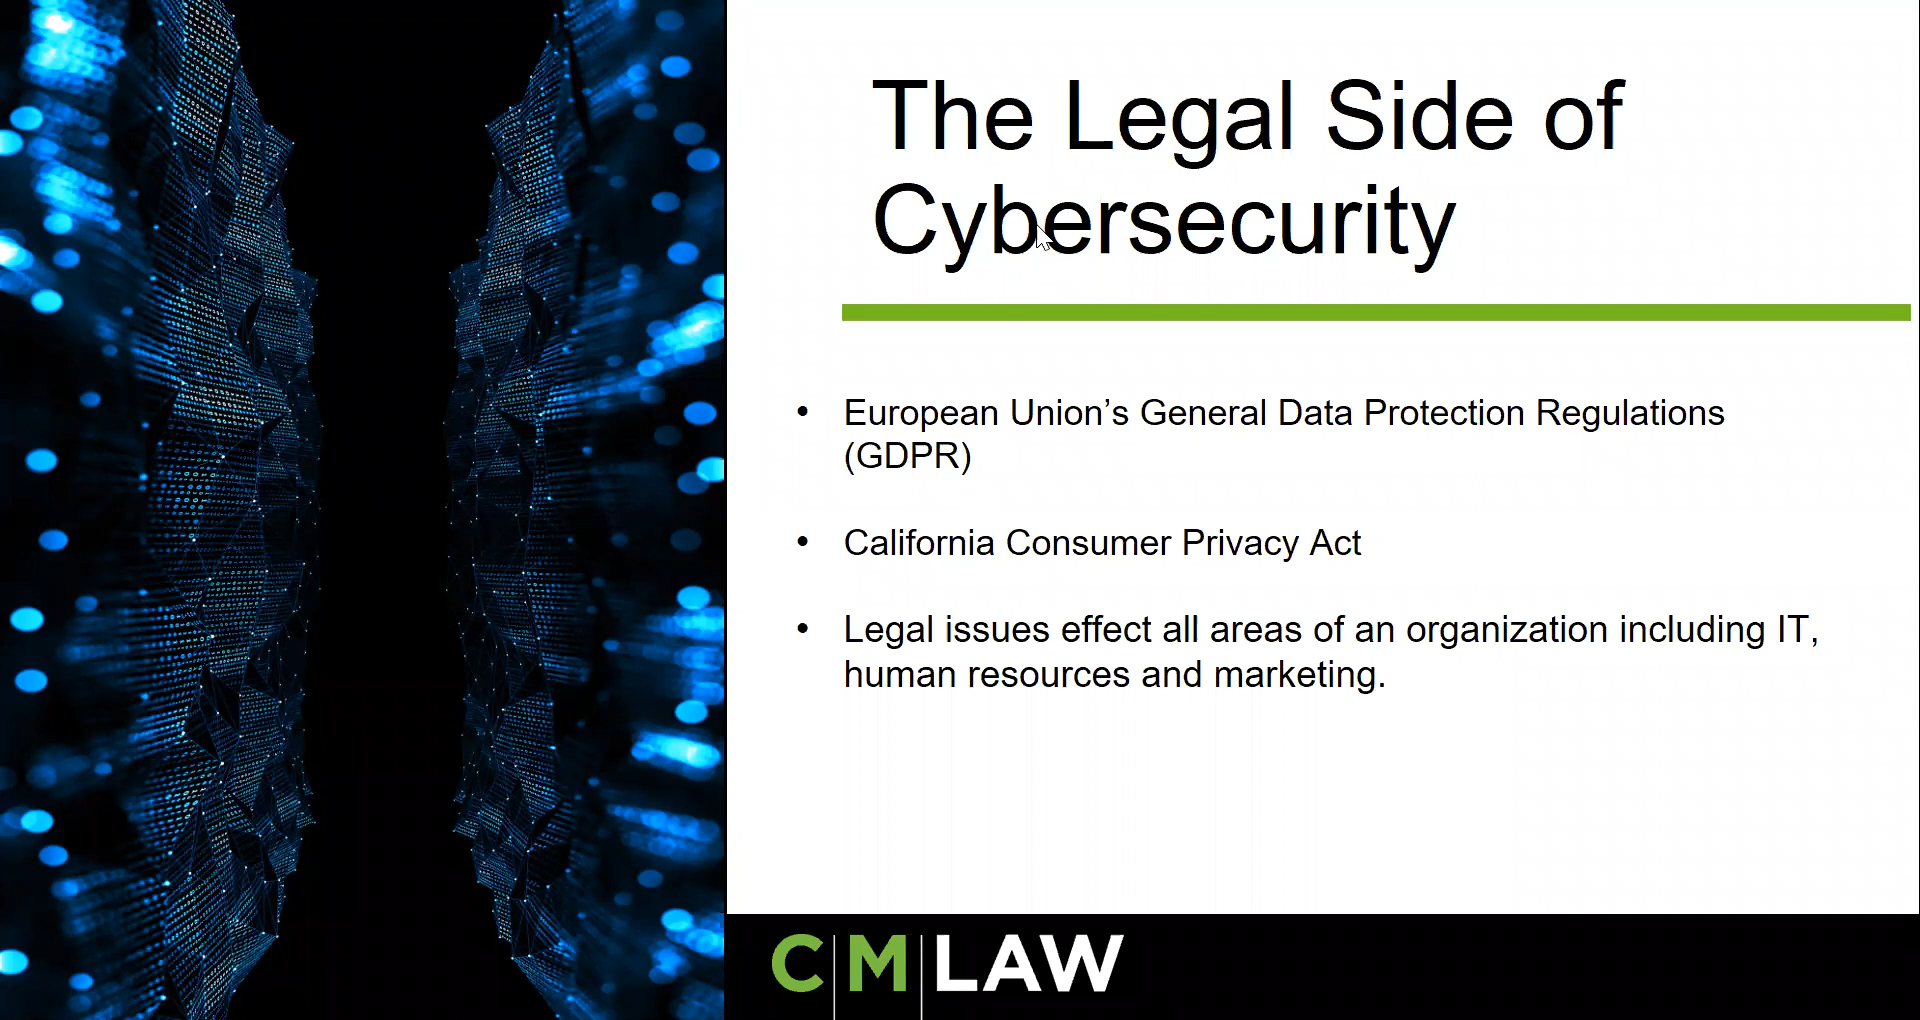 The Legal Side of
Cybersecurity
• European Union’s General Data Protection Regulations
(GDPR)
• California Consumer Privacy Act
• Legal issues effect all areas of an organization including IT,
human resources and marketing.
C|M|LAW